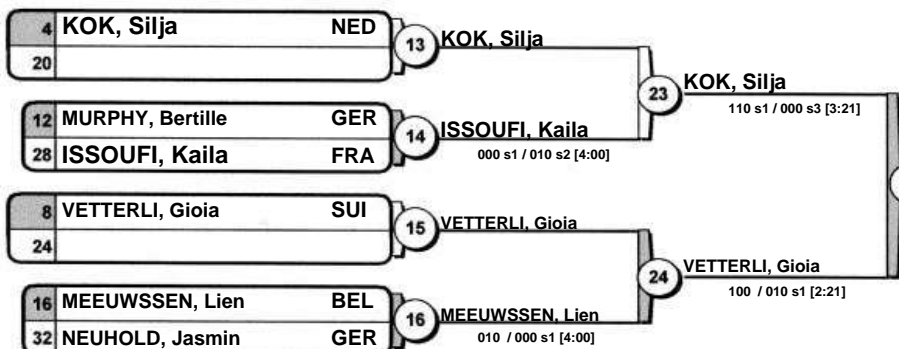 4 KOK, Silja NED
20
13
KOK, Silja
12 MURPHY, Bertille GER
28 ISSOUFI, Kaila FRA
14
ISSOUFI, Kaila
000 s1 / 010 s2 [4:00]
23
KOK, Silja
110 s1 / 000 s3 [3:21]
8 VETTERLI, Gioia SUI
24
15
VETTERLI, Gioia
16 MEEUWSSEN, Lien BEL
32 NEUHOLD, Jasmin GER
16
MEEUWSSEN, Lien
010 / 000 s1 [4:00]
24
VETTERLI, Gioia
100 / 010 s1 [2:21]